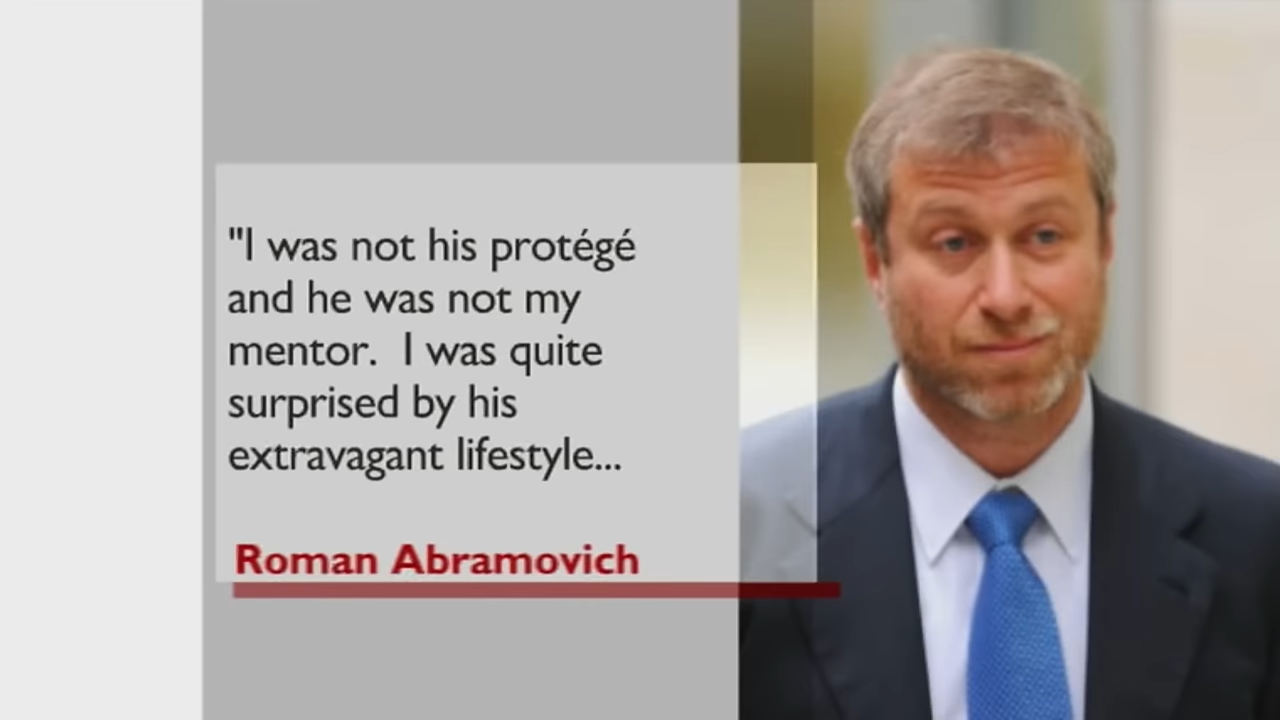 "I was not his protégé
and he was not my
mentor.  I was quite
surprised by his
extravagant lifestyle...
Roman Abramovich